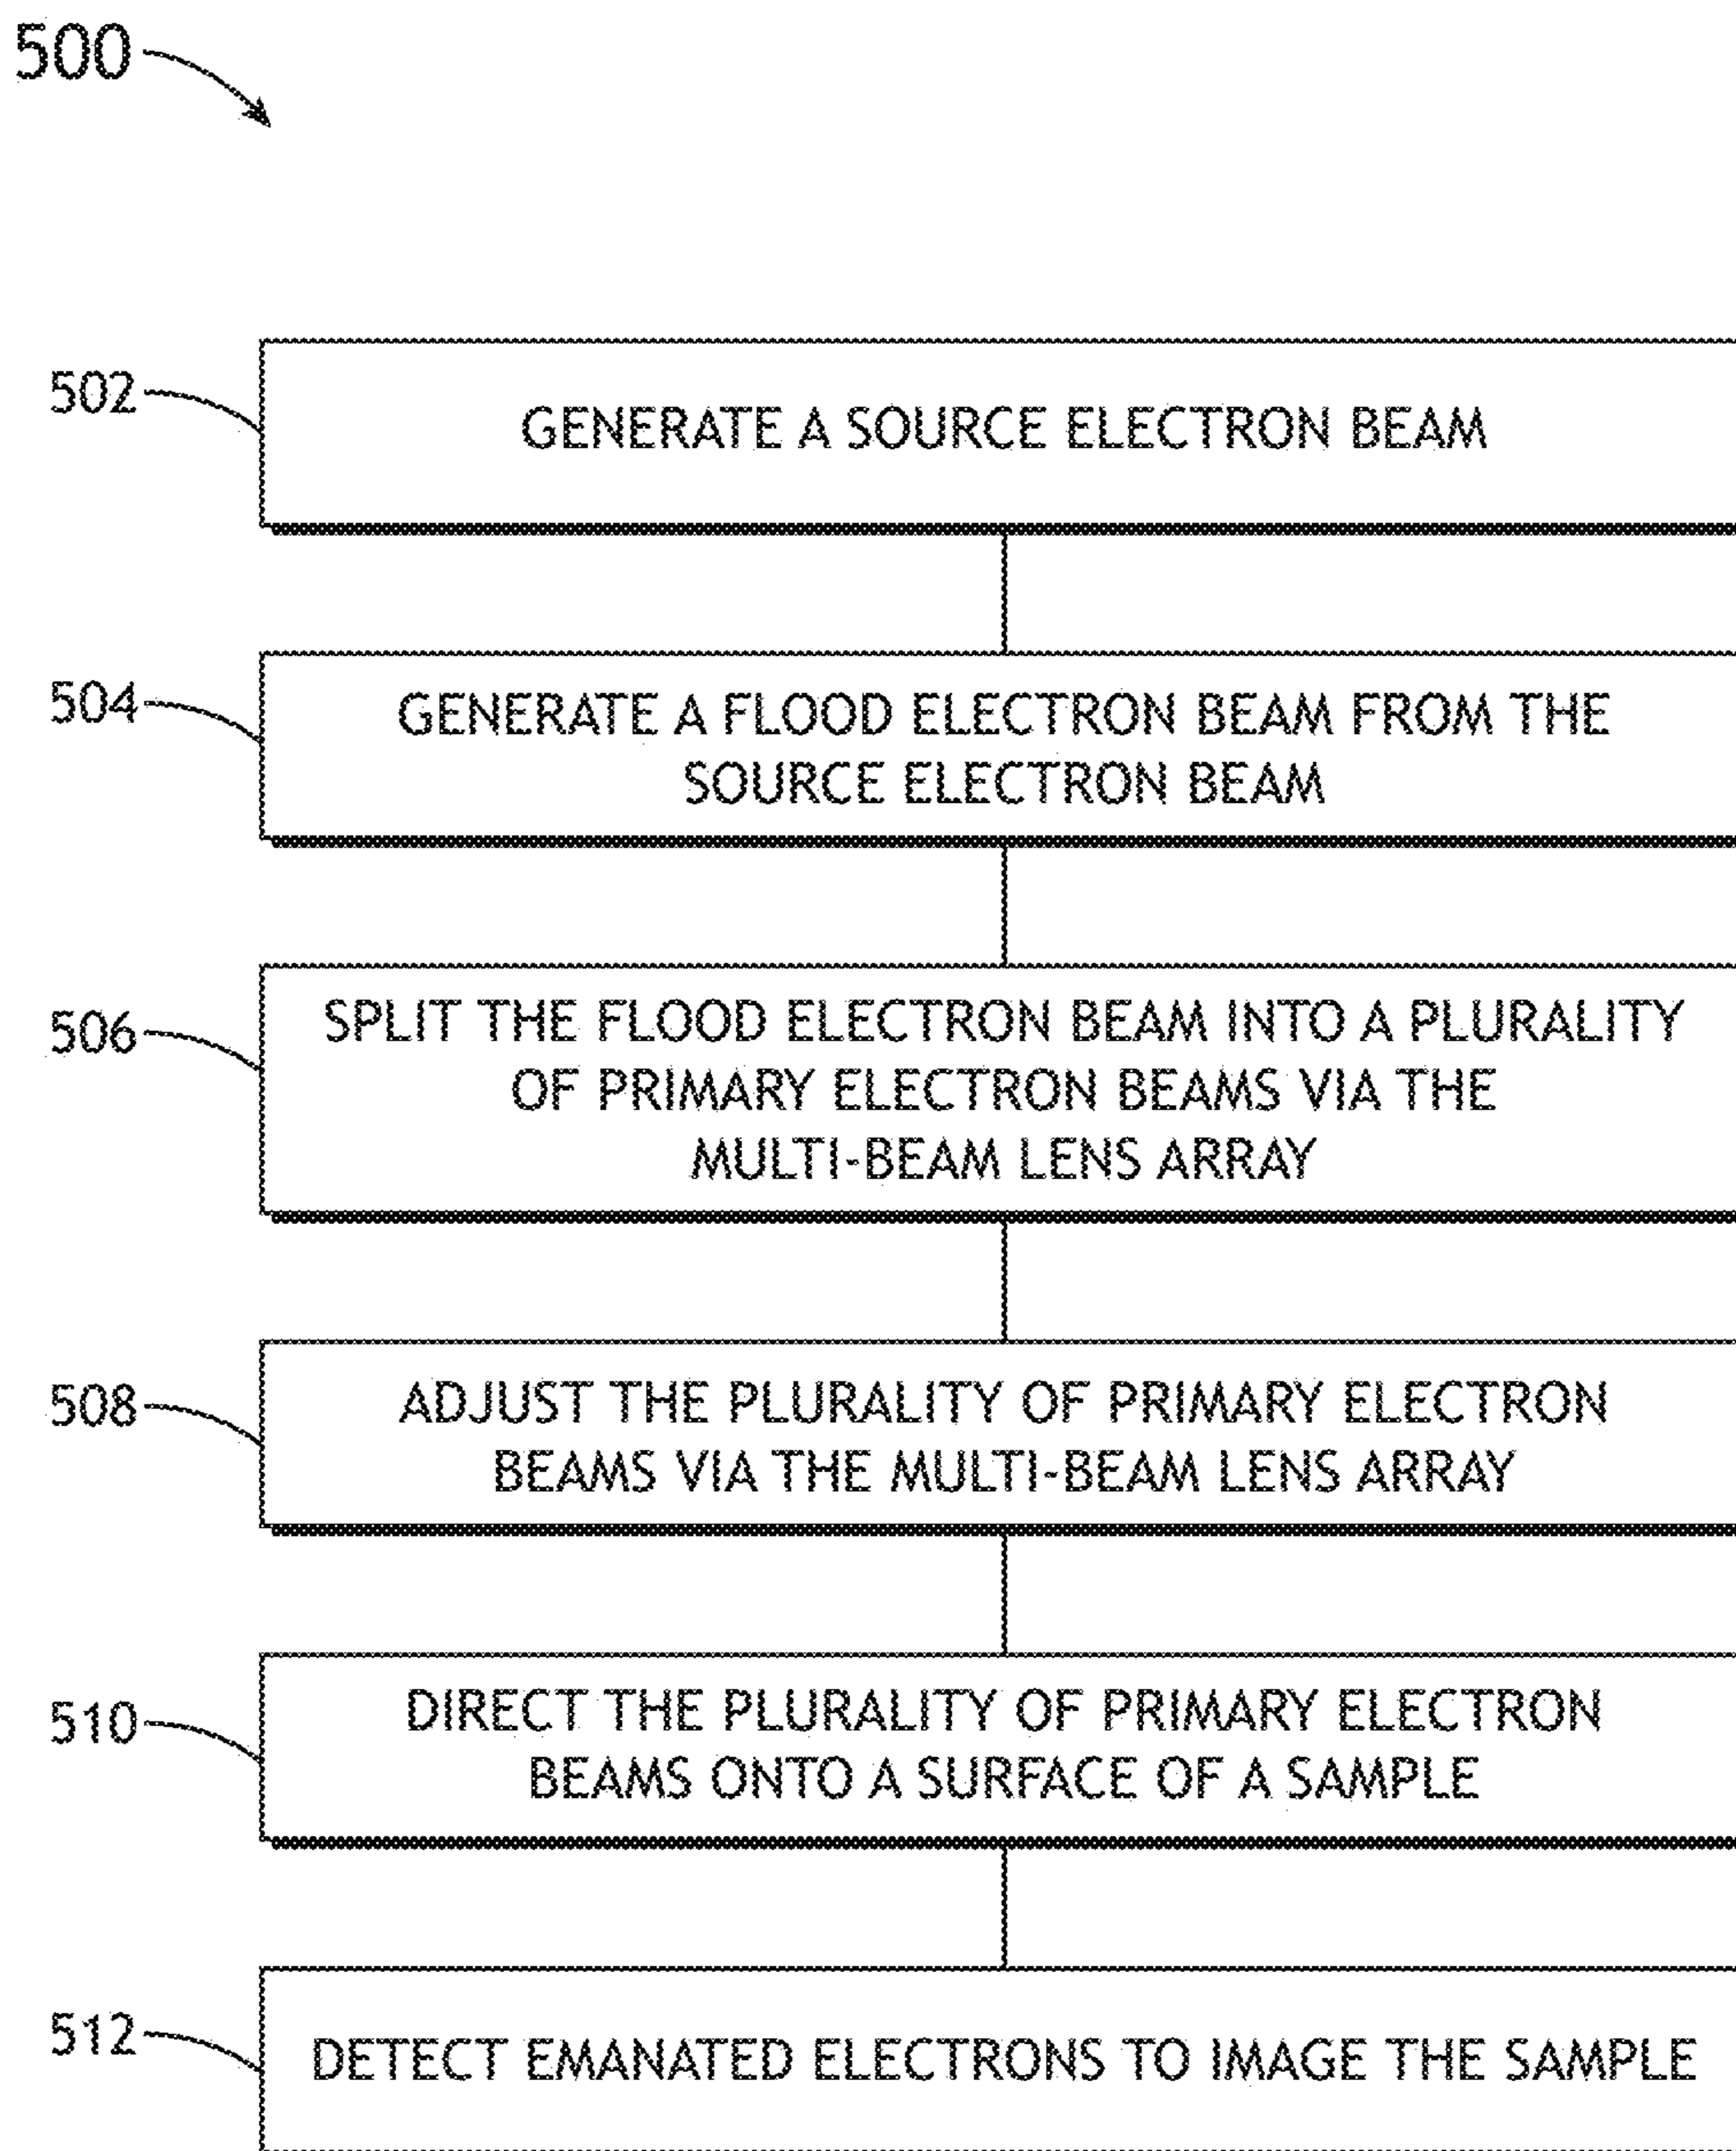 500
502
GENERATE A SOURCE ELECTRON BEAM
504
GENERATE A FLOOD ELECTRON BEAM FROM THE
SOURCE ELECTRON BEAM
506
SPLIT THE FLOOD ELECTRON BEAM INTO A PLURALITY
OF PRIMARY ELECTRON BEAMS VIA THE
MULTI-BEAM LENS ARRAY
508
ADJUST THE PLURALITY OF PRIMARY ELECTRON
BEAMS VIA THE MULTI-BEAM LENS ARRAY
510
DIRECT THE PLURALITY OF PRIMARY ELECTRON
BEAMS ONTO A SURFACE OF A SAMPLE
512
DETECT EMANATED ELECTRONS TO IMAGE THE SAMPLE